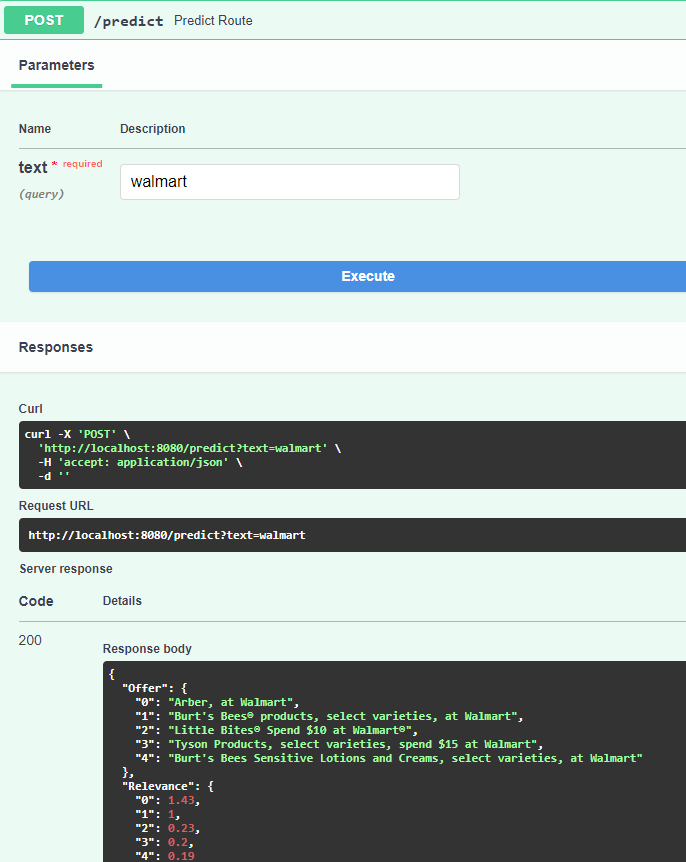 POST /predict Predict Route
Parameters
Name Description
text * required walmart
(query)
Execute
Responses
Curl
curl -X 'POST' \
  'http://localhost:8080/predict?text=walmart' \
  -H 'accept: application/json' \
  -d ''
Request URL
http://localhost:8080/predict?text=walmart
Server response
Code Details
200
Response body
{
  "Offer": {
    "0": "Arber, at Walmart",
    "1": "Burt's Bees® products, select varieties, at Walmart",
    "2": "Little Bites® Spend $10 at Walmart®",
    "3": "Tyson Products, select varieties, spend $15 at Walmart",
    "4": "Burt's Bees Sensitive Lotions and Creams, select varieties, at Walmart"
  },
  "Relevance": {
    "0": 1.43,
    "1": 1,
    "2": 0.23,
    "3": 0.2,
    "4": 0.19